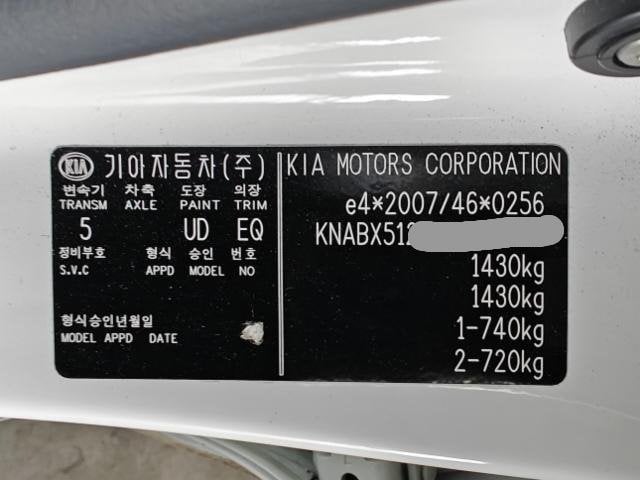 KIA 기아자동차(주)
변속기 차축 도장 의장
TRANSM AXLE PAINT TRIM
5 UD EQ
정비부호 형식 승인 번호
S.V.C APPD MODEL NO
형식승인년월일
MODEL APPD DATE
KIA MOTORS CORPORATION
e4*2007/46*0256
KNABX512
1430kg
1430kg
1-740kg
2-720kg